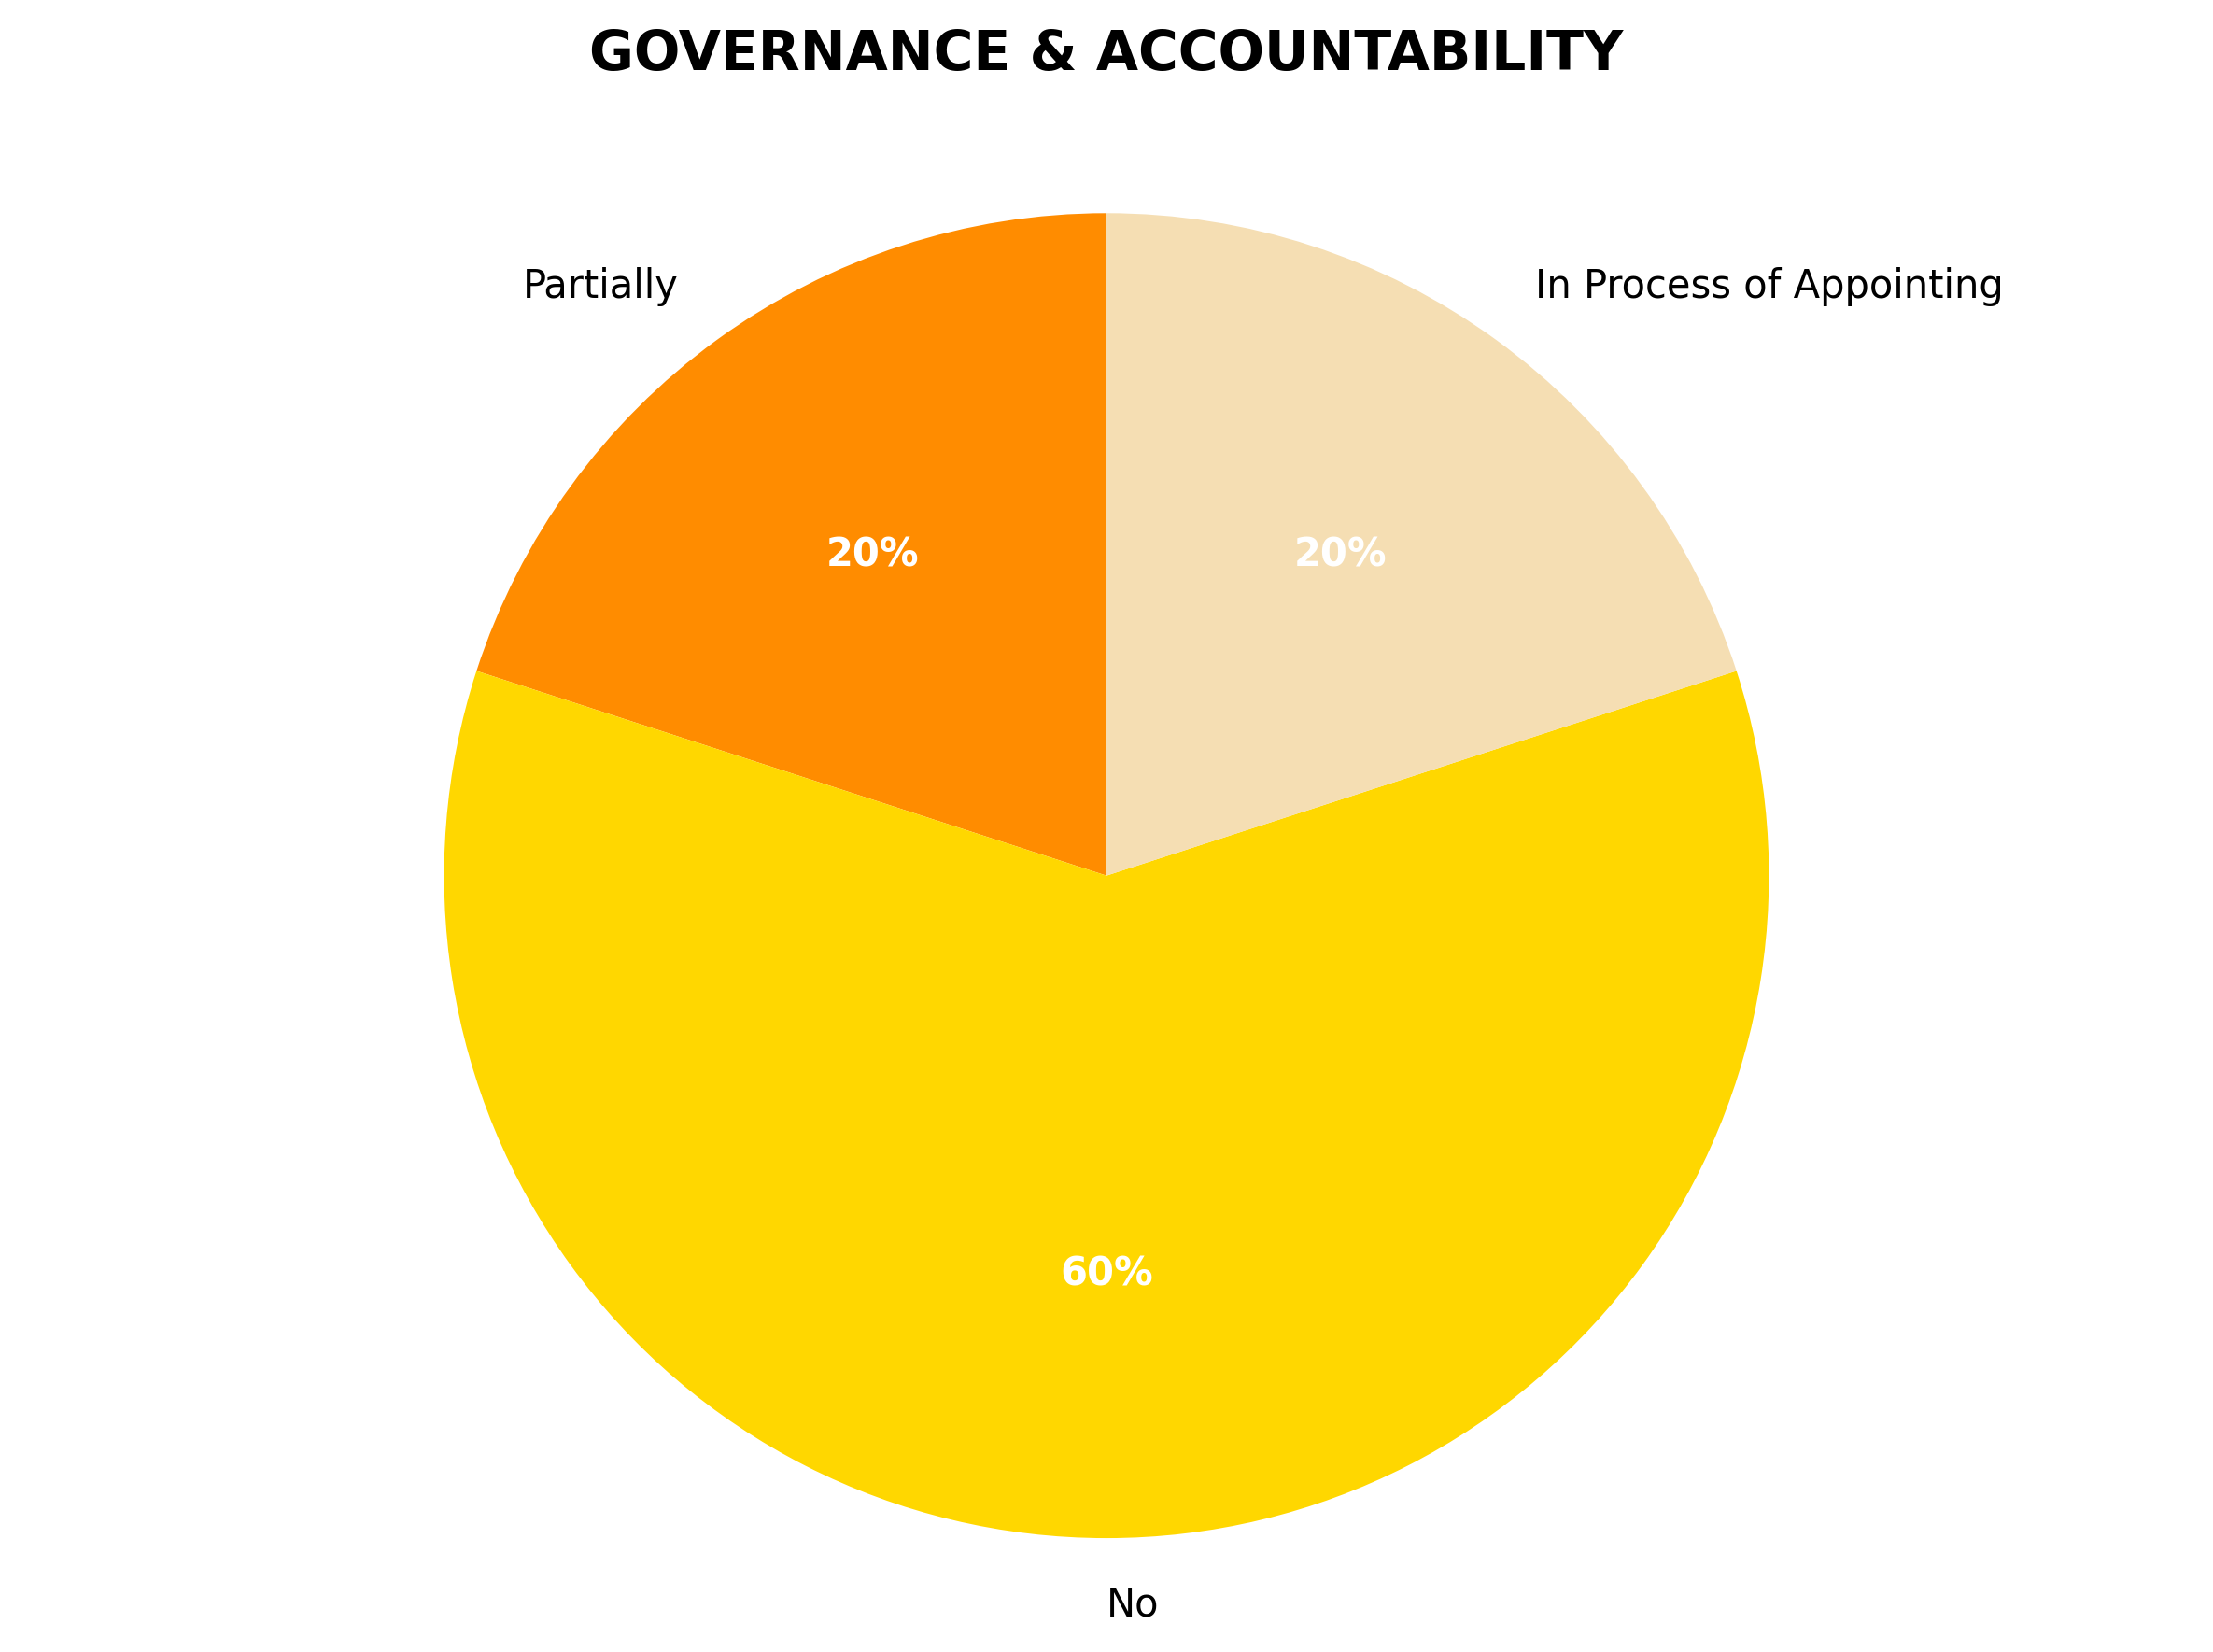 GOVERNANCE & ACCOUNTABILITY
Partially
In Process of Appointing
20%
20%
60%
No